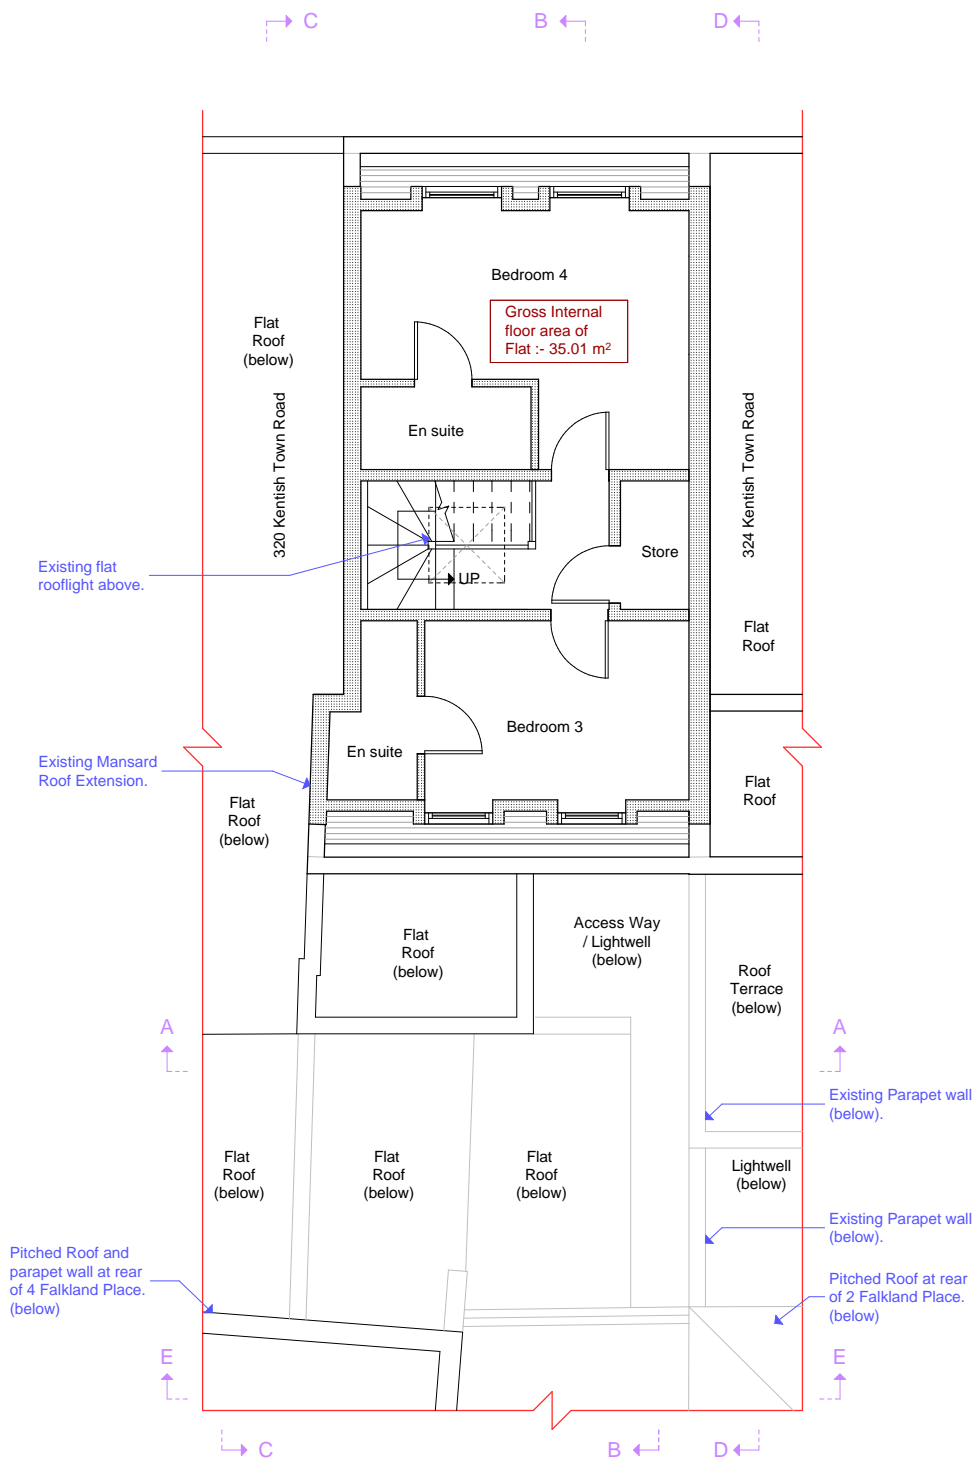 C
B
D
Bedroom 4
Gross Internal
floor area of
Flat :- 35.01 m²
Flat
Roof
(below)
320 Kentish Town Road
324 Kentish Town Road
En suite
Existing flat
rooflight above.
UP
Store
Flat
Roof
Bedroom 3
En suite
Existing Mansard
Roof Extension.
Flat
Roof
Flat
Roof
(below)
Flat
Roof
(below)
Access Way
/ Lightwell
(below)
Roof
Terrace
(below)
A
A
Existing Parapet wall
(below).
Flat
Roof
(below)
Flat
Roof
(below)
Flat
Roof
(below)
Lightwell
(below)
Existing Parapet wall
(below).
Pitched Roof and
parapet wall at rear
of 4 Falkland Place.
(below)
Pitched Roof at rear
of 2 Falkland Place.
(below)
E
E
C
B
D